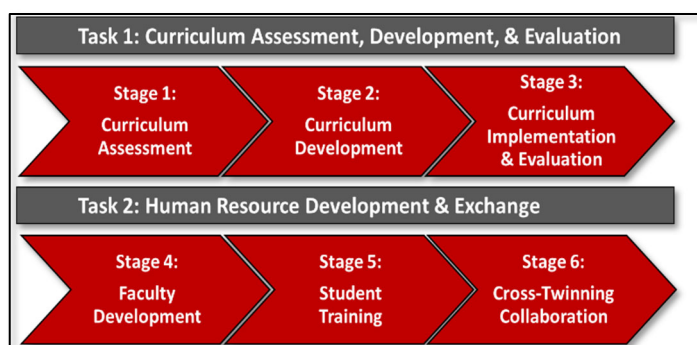 Task 1: Curriculum Assessment, Development, & Evaluation
Stage 1:
Curriculum
Assessment
Stage 2:
Curriculum
Development
Stage 3:
Curriculum
Implementation
& Evaluation
Task 2: Human Resource Development & Exchange
Stage 4:
Faculty
Development
Stage 5:
Student
Training
Stage 6:
Cross-Twinning
Collaboration